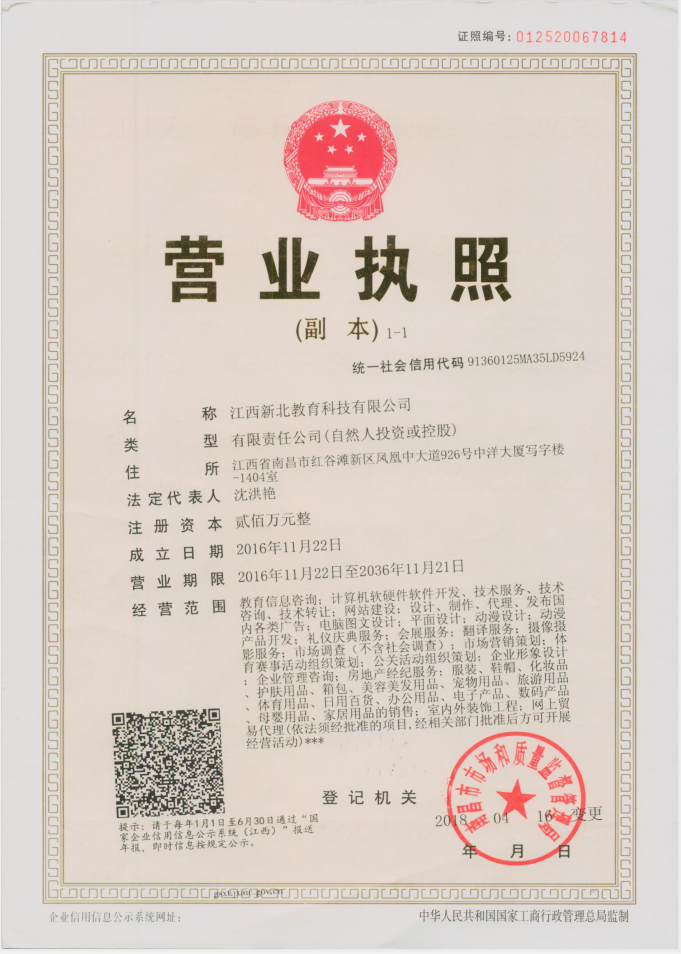 证照编号:012520067814
营业执照
(副 本) 1-1
统一社会信用代码 91360125MA35LD5924
名 称 江西新北教育科技有限公司
类 型 有限责任公司(自然人投资或控股)
住 所 江西省南昌市红谷滩新区凤凰中大道926号中洋大厦写字楼
-1404室
法定代表人 沈洪艳
注册资本 贰佰万元整
成立日期 2016年11月22日
营业期限 2016年11月22日至2036年11月21日
经营范围 教育信息咨询；计算机软硬件软件开发、技术服务、技术
咨询、技术转让；网站建设；设计、制作、代理、发布国
内各类广告；电脑图文设计；平面设计；动漫设计；动漫
产品开发；礼仪庆典服务；会展服务；翻译服务；摄像摄
影服务；市场调查（不含社会调查）；市场营销策划；体
育赛事活动组织策划；公关活动组织策划；企业形象设计
；企业管理咨询；房地产经纪服务；服装、鞋帽、化妆品
、护肤用品、箱包、美容美发用品、宠物用品、旅游用品
、体育用品、日用百货、办公用品、电子产品、数码产品
、母婴用品、家居用品的销售；室内外装饰工程；网上贸
易代理(依法须经批准的项目,经相关部门批准后方可开展
经营活动)***
登记机关
南昌市市场和质量监督管理局
2018 04 16 变更
年 月 日
提示：请于每年1月1日至6月30日通过“国
家企业信用信息公示系统（江西）”报送
年报，即时信息按规定公示。
企业信用信息公示系统网址：
中华人民共和国国家工商行政管理总局监制